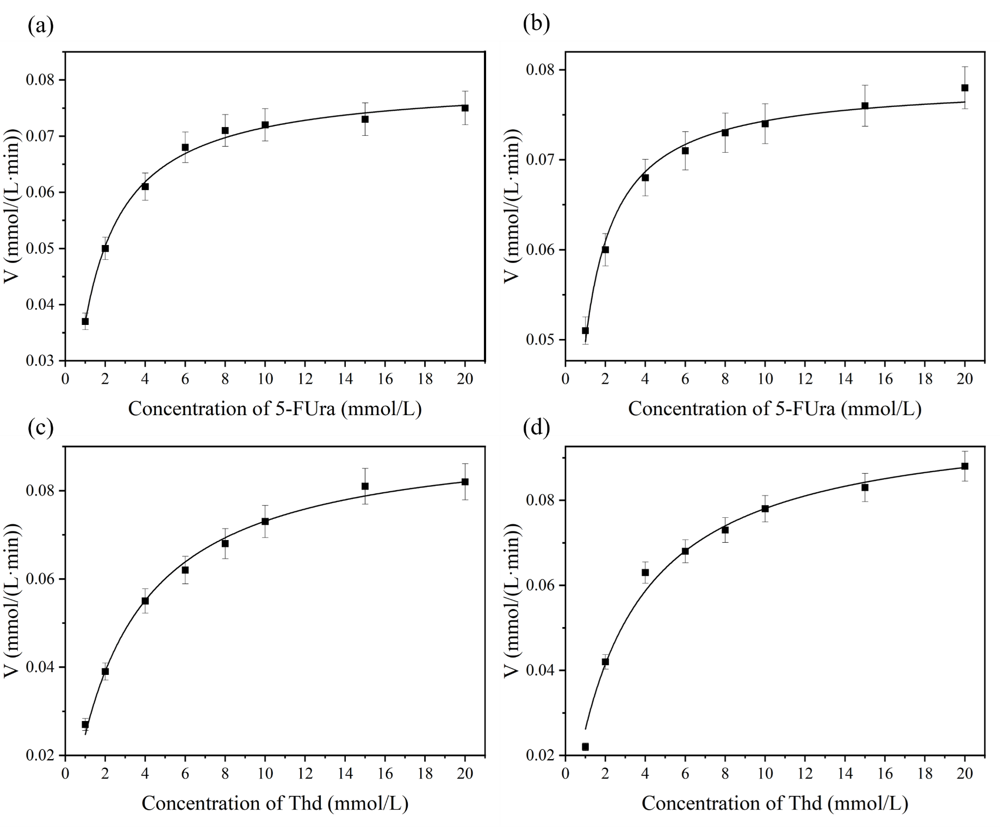 (a)
0.08
0.07
0.06
0.05
0.04
0.03
V (mmol/(L·min))
0 2 4 6 8 10 12 14 16 18 20
Concentration of 5-FUra (mmol/L)
(b)
0.08
0.07
0.06
0.05
V (mmol/(L·min))
0 2 4 6 8 10 12 14 16 18 20
Concentration of 5-FUra (mmol/L)
(c)
0.08
0.06
0.04
0.02
V (mmol/(L·min))
0 2 4 6 8 10 12 14 16 18 20
Concentration of Thd (mmol/L)
(d)
0.08
0.06
0.04
0.02
V (mmol/(L·min))
0 2 4 6 8 10 12 14 16 18 20
Concentration of Thd (mmol/L)